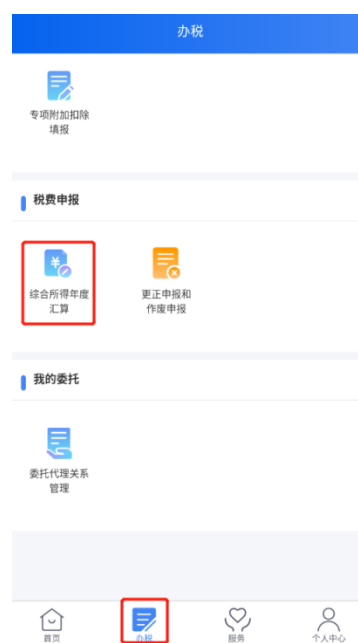 办税
专项附加扣除
填报
税费申报
综合所得年度
汇算
更正申报和
作废申报
我的委托
委托代理关系
管理
首页
办税
服务
个人中心